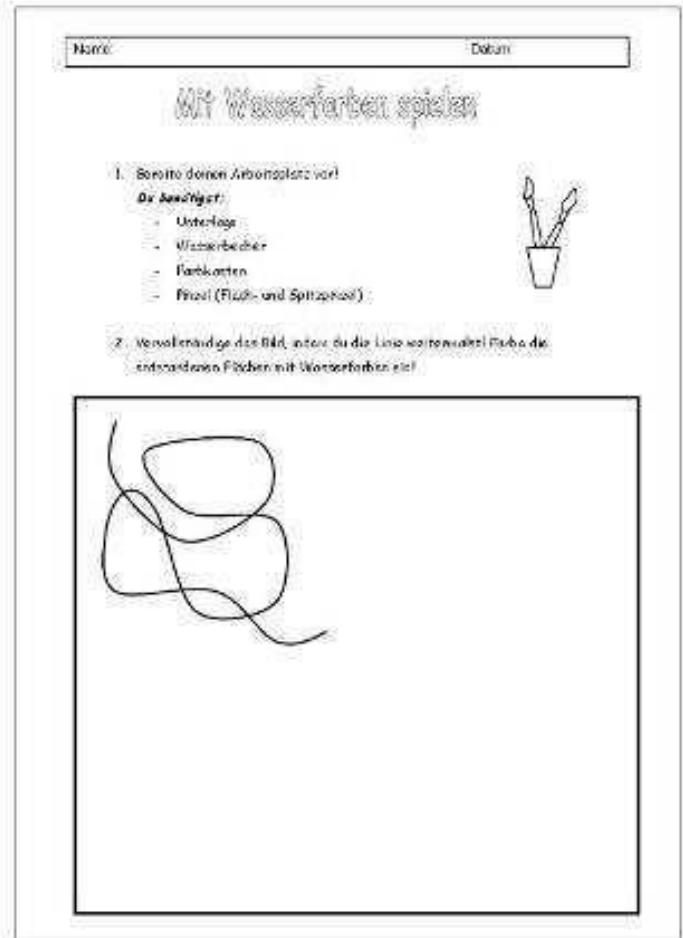 Name: Datum:
Mit Wasserfarben spielen
1. Bereite deinen Arbeitsplatz vor!
Du benötigst:
- Unterlage
- Wasserbecher
- Farbkasten
- Pinsel (Flach- und Spitzpinsel)
2. Vervollständige das Bild, indem du die Linie weitermalst! Färbe die
entstandenen Flächen mit Wasserfarben ein!